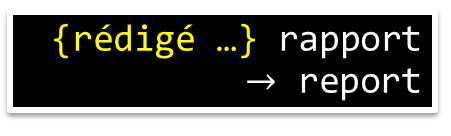 {rédigé …} rapport
→ report